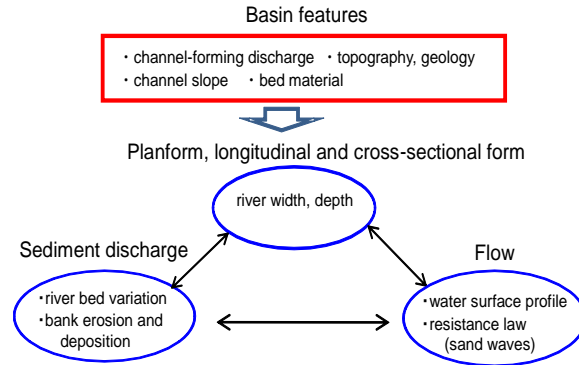 Basin features
・channel-forming discharge ・topography, geology
・channel slope ・bed material
Planform, longitudinal and cross-sectional form
river width, depth
Sediment discharge
・river bed variation
・bank erosion and
deposition
Flow
・water surface profile
・resistance law
(sand waves)